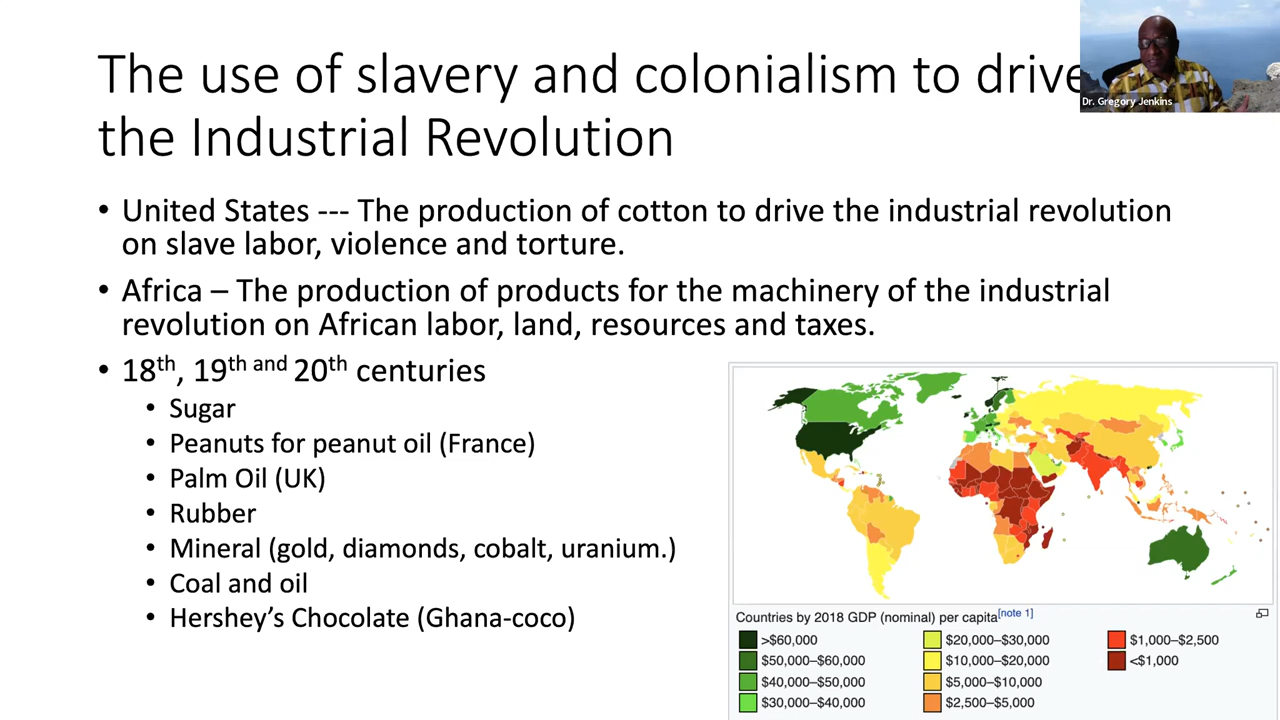 The use of slavery and colonialism to drive
the Industrial Revolution
Dr. Gregory Jenkins
• United States --- The production of cotton to drive the industrial revolution
on slave labor, violence and torture.
• Africa – The production of products for the machinery of the industrial
revolution on African labor, land, resources and taxes.
• 18th, 19th and 20th centuries
• Sugar
• Peanuts for peanut oil (France)
• Palm Oil (UK)
• Rubber
• Mineral (gold, diamonds, cobalt, uranium.)
• Coal and oil
• Hershey’s Chocolate (Ghana-coco)
Countries by 2018 GDP (nominal) per capita[note 1]
>$60,000
$50,000–$60,000
$40,000–$50,000
$30,000–$40,000
$20,000–$30,000
$10,000–$20,000
$5,000–$10,000
$2,500–$5,000
$1,000–$2,500
<$1,000